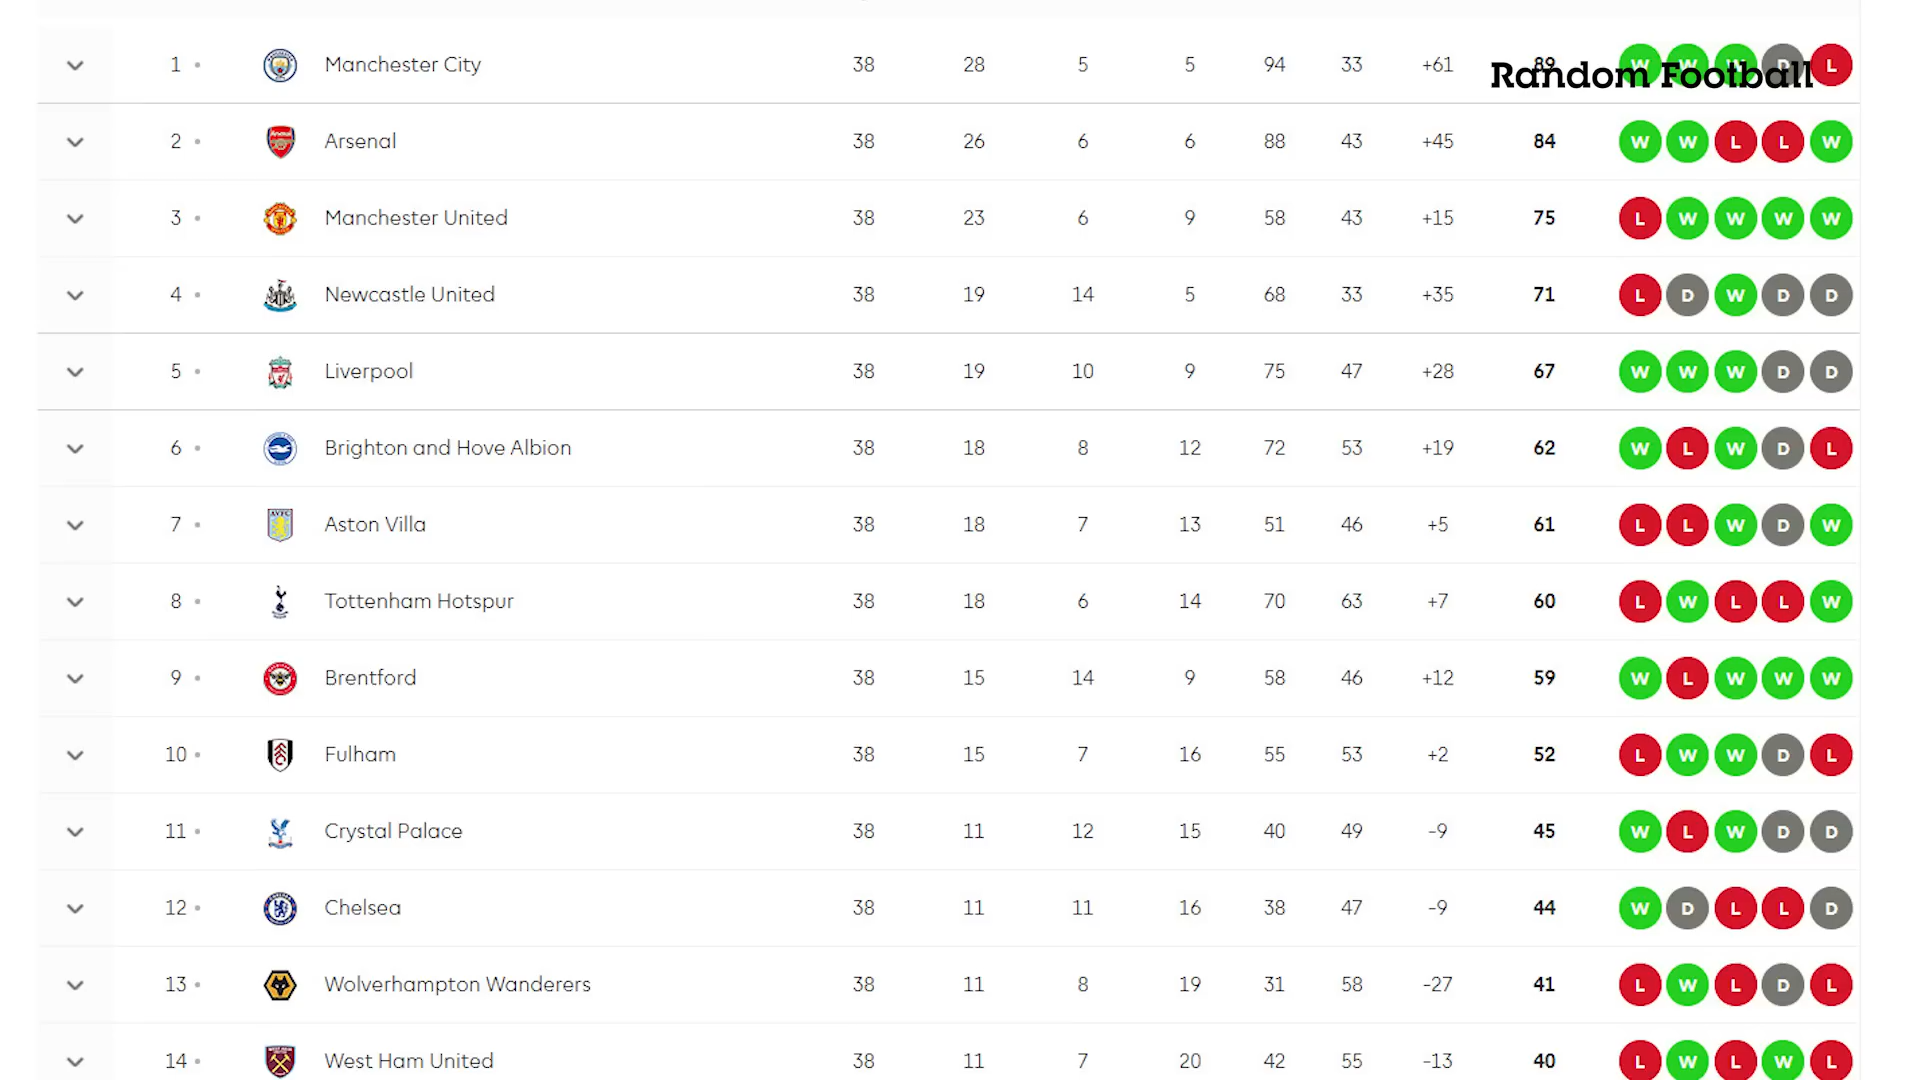 1 Manchester City 38 28 5 5 94 33 +61 89 W W W D L
Random Football
2 Arsenal 38 26 6 6 88 43 +45 84 W W L L W
3 Manchester United 38 23 6 9 58 43 +15 75 L W W W W
4 Newcastle United 38 19 14 5 68 33 +35 71 L D W D D
5 Liverpool 38 19 10 9 75 47 +28 67 W W W D D
6 Brighton and Hove Albion 38 18 8 12 72 53 +19 62 W L W D L
7 Aston Villa 38 18 7 13 51 46 +5 61 L L W D W
8 Tottenham Hotspur 38 18 6 14 70 63 +7 60 L W L L W
9 Brentford 38 15 14 9 58 46 +12 59 W L W W W
10 Fulham 38 15 7 16 55 53 +2 52 L W W D L
11 Crystal Palace 38 11 12 15 40 49 -9 45 W L W D D
12 Chelsea 38 11 11 16 38 47 -9 44 W D L L D
13 Wolverhampton Wanderers 38 11 8 19 31 58 -27 41 L W L D L
14 West Ham United 38 11 7 20 42 55 -13 40 L W L W L